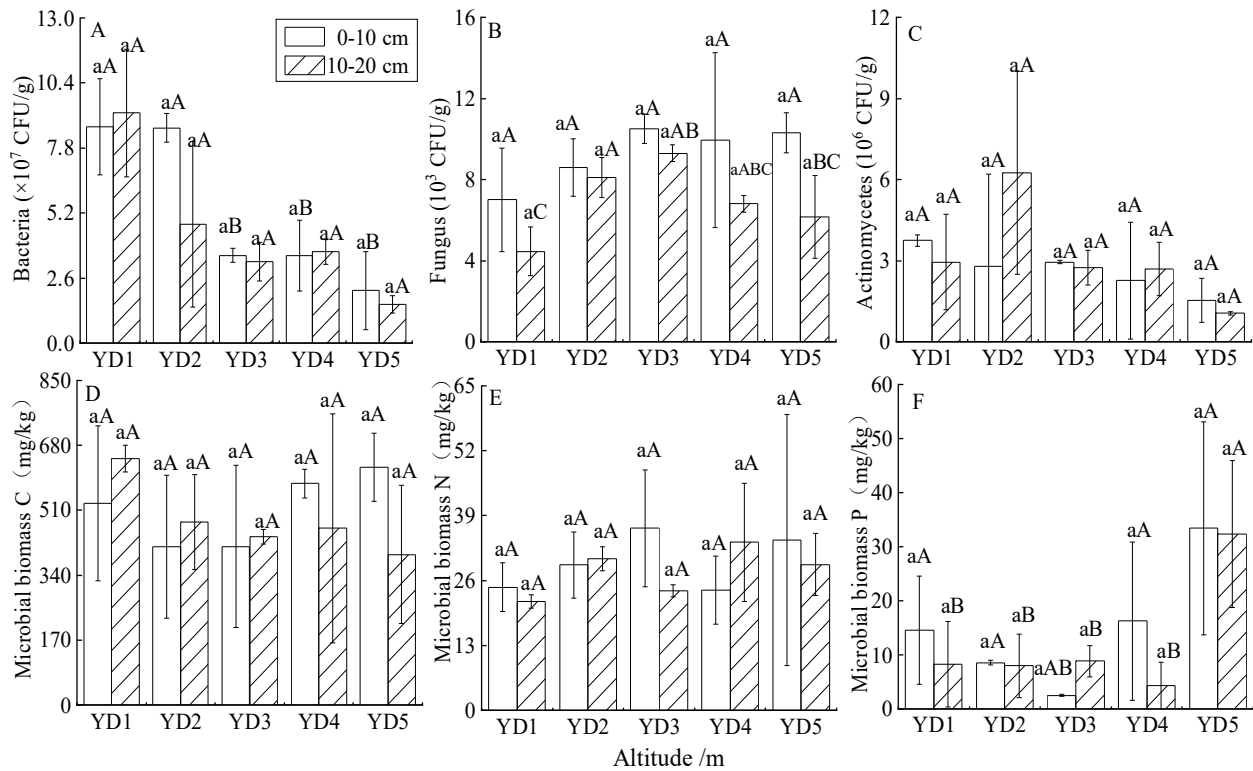 A
0-10 cm
10-20 cm
Bacteria (×10⁷ CFU/g)
13.0
10.4
7.8
5.2
2.6
0.0
aA
aA
aA
aA
aB
aA
aB
aA
aB
aA
YD1 YD2 YD3 YD4 YD5
B
Fungus (10³ CFU/g)
16
12
8
4
0
aA
aC
aA
aA
aA
aAB
aA
aABC
aA
aBC
YD1 YD2 YD3 YD4 YD5
C
Actinomycetes (10⁶ CFU/g)
12
9
6
3
0
aA
aA
aA
aA
aA
aA
aA
aA
aA
aA
YD1 YD2 YD3 YD4 YD5
D
Microbial biomass C（mg/kg）
850
680
510
340
170
0
aA
aA
aA
aA
aA
aA
aA
aA
aA
aA
YD1 YD2 YD3 YD4 YD5
E
Microbial biomass N（mg/kg）
65
52
39
26
13
0
aA
aA
aA
aA
aA
aA
aA
aA
aA
aA
YD1 YD2 YD3 YD4 YD5
F
Microbial biomass P（mg/kg）
60
50
40
30
20
10
0
aA
aB
aA
aB
aAB
aB
aA
aB
aA
aA
YD1 YD2 YD3 YD4 YD5
Altitude /m